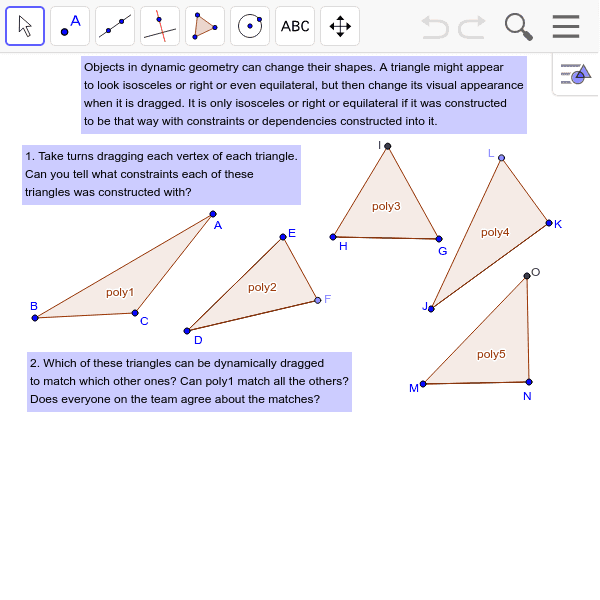 A
ABC
Objects in dynamic geometry can change their shapes. A triangle might appear
to look isosceles or right or even equilateral, but then change its visual appearance
when it is dragged. It is only isosceles or right or equilateral if it was constructed
to be that way with constraints or dependencies constructed into it.
1. Take turns dragging each vertex of each triangle.
Can you tell what constraints each of these
triangles was constructed with?
I
L
poly3
K
poly4
H
G
A
E
poly2
poly1
F
B
C
D
J
O
poly5
M
N
2. Which of these triangles can be dynamically dragged
to match which other ones? Can poly1 match all the others?
Does everyone on the team agree about the matches?